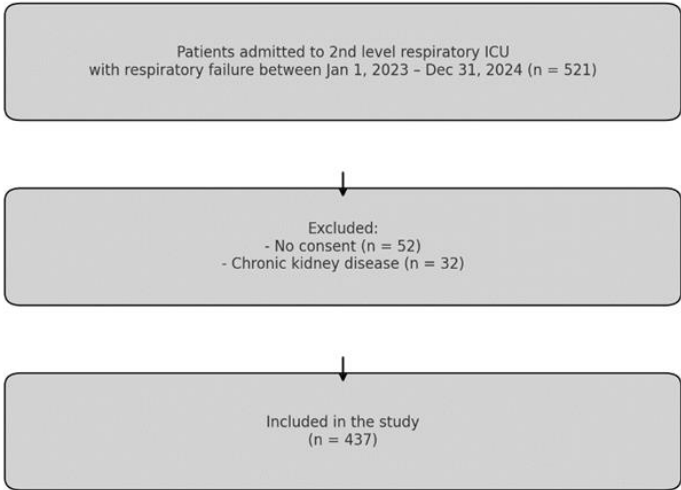 Patients admitted to 2nd level respiratory ICU
with respiratory failure between Jan 1, 2023 – Dec 31, 2024 (n = 521)
Excluded:
- No consent (n = 52)
- Chronic kidney disease (n = 32)
Included in the study
(n = 437)